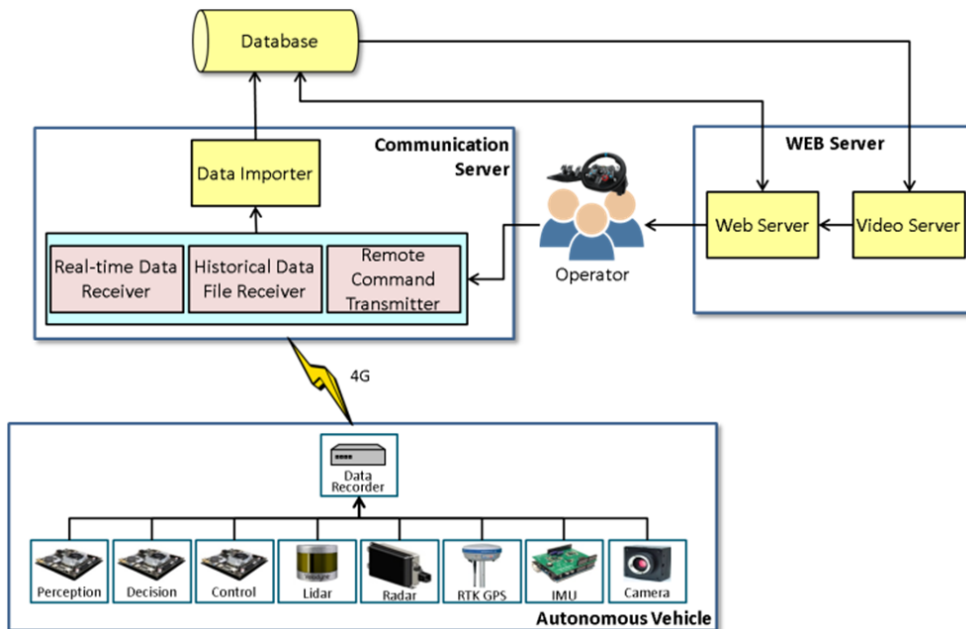 Database
Communication
Server
WEB Server
Data Importer
Web Server
Video Server
Operator
Real-time Data
Receiver
Historical Data
File Receiver
Remote
Command
Transmitter
4G
Data
Recorder
Perception
Decision
Control
Lidar
Radar
RTK GPS
IMU
Camera
Autonomous Vehicle